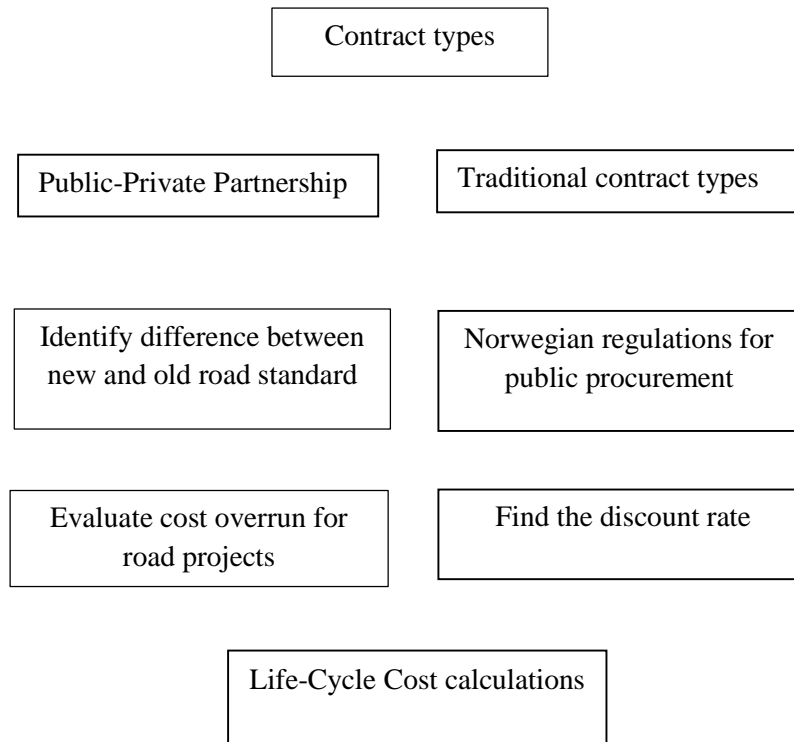 Contract types
Public-Private Partnership
Traditional contract types
Identify difference between
new and old road standard
Norwegian regulations for
public procurement
Evaluate cost overrun for
road projects
Find the discount rate
Life-Cycle Cost calculations